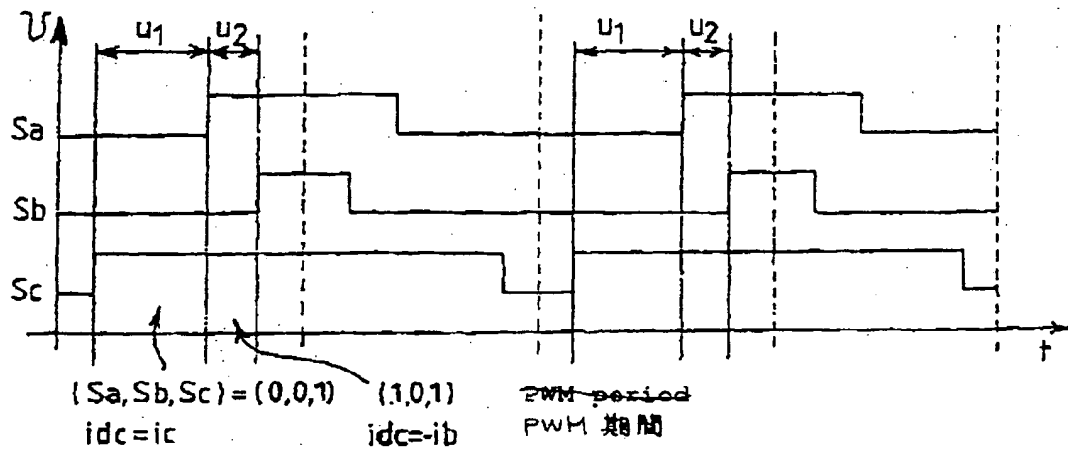 U
u1 u2 u1 u2
Sa
Sb
Sc
t
(Sa,Sb,Sc)=(0,0,1) (1,0,1) PWM period
idc=ic idc=-ib PWM 期間